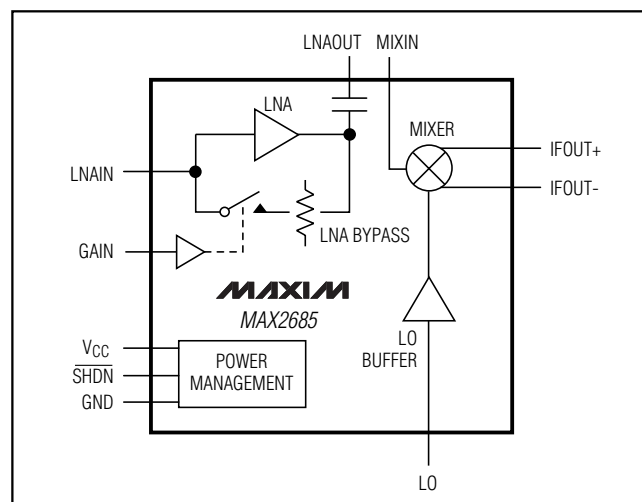 LNAOUT MIXIN
LNA
MIXER
IFOUT+
LNAIN
IFOUT-
LNA BYPASS
GAIN
MAXIM
MAX2685
VCC
POWER
MANAGEMENT
SHDN
GND
LO
BUFFER
LO